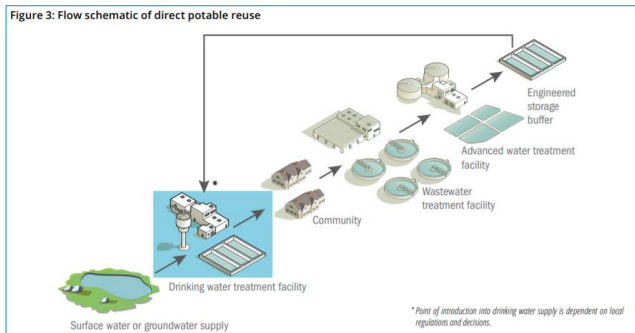 Figure 3: Flow schematic of direct potable reuse
Engineered
storage
buffer
Advanced water treatment
facility
Wastewater
treatment facility
Community
*
Drinking water treatment facility
Surface water or groundwater supply
* Point of introduction into drinking water supply is dependent on local
regulations and decisions.